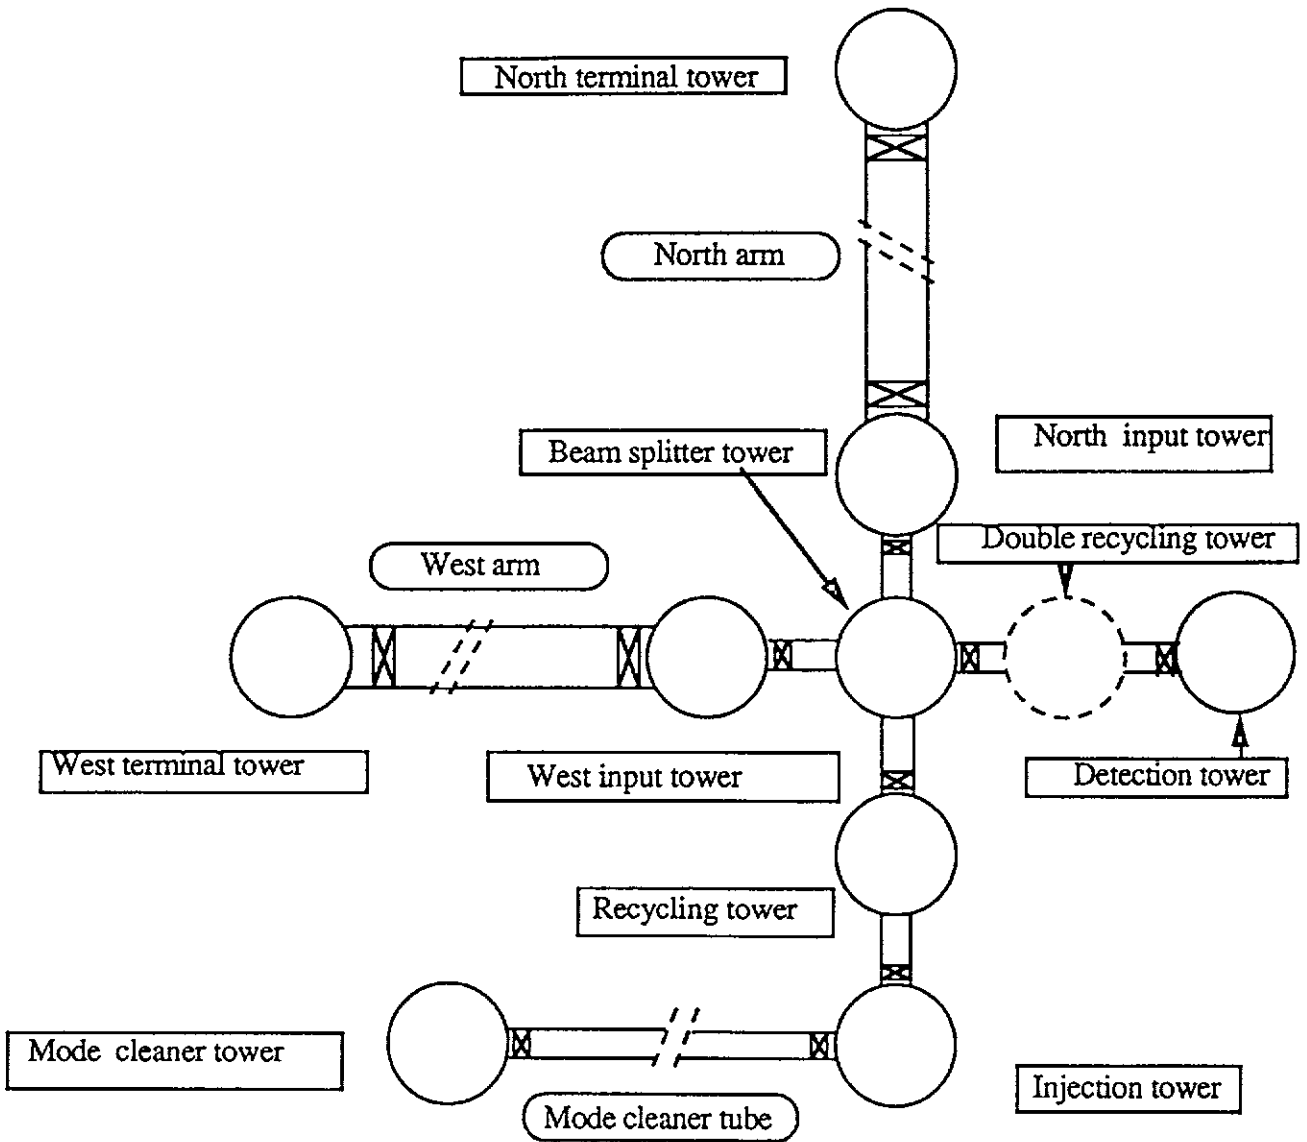 North terminal tower
North arm
North input tower
Beam splitter tower
Double recycling tower
West arm
West terminal tower
West input tower
Detection tower
Recycling tower
Mode cleaner tower
Injection tower
Mode cleaner tube